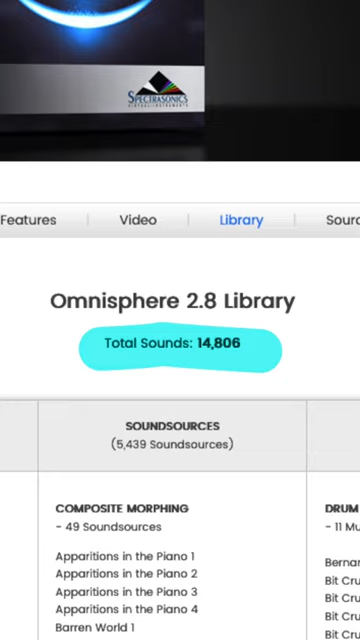 SPECTRASONICS
VIRTUAL INSTRUMENTS
Features
Video
Library
Omnisphere 2.8 Library
Total Sounds: 14,806
SOUNDSOURCES
(5,439 Soundsources)
COMPOSITE MORPHING
- 49 Soundsources
Apparitions in the Piano 1
Apparitions in the Piano 2
Apparitions in the Piano 3
Apparitions in the Piano 4
Barren World 1
DRUM
- 11 Mu
Bernar
Bit Cru
Bit Cru
Bit Cru
Bit Cru